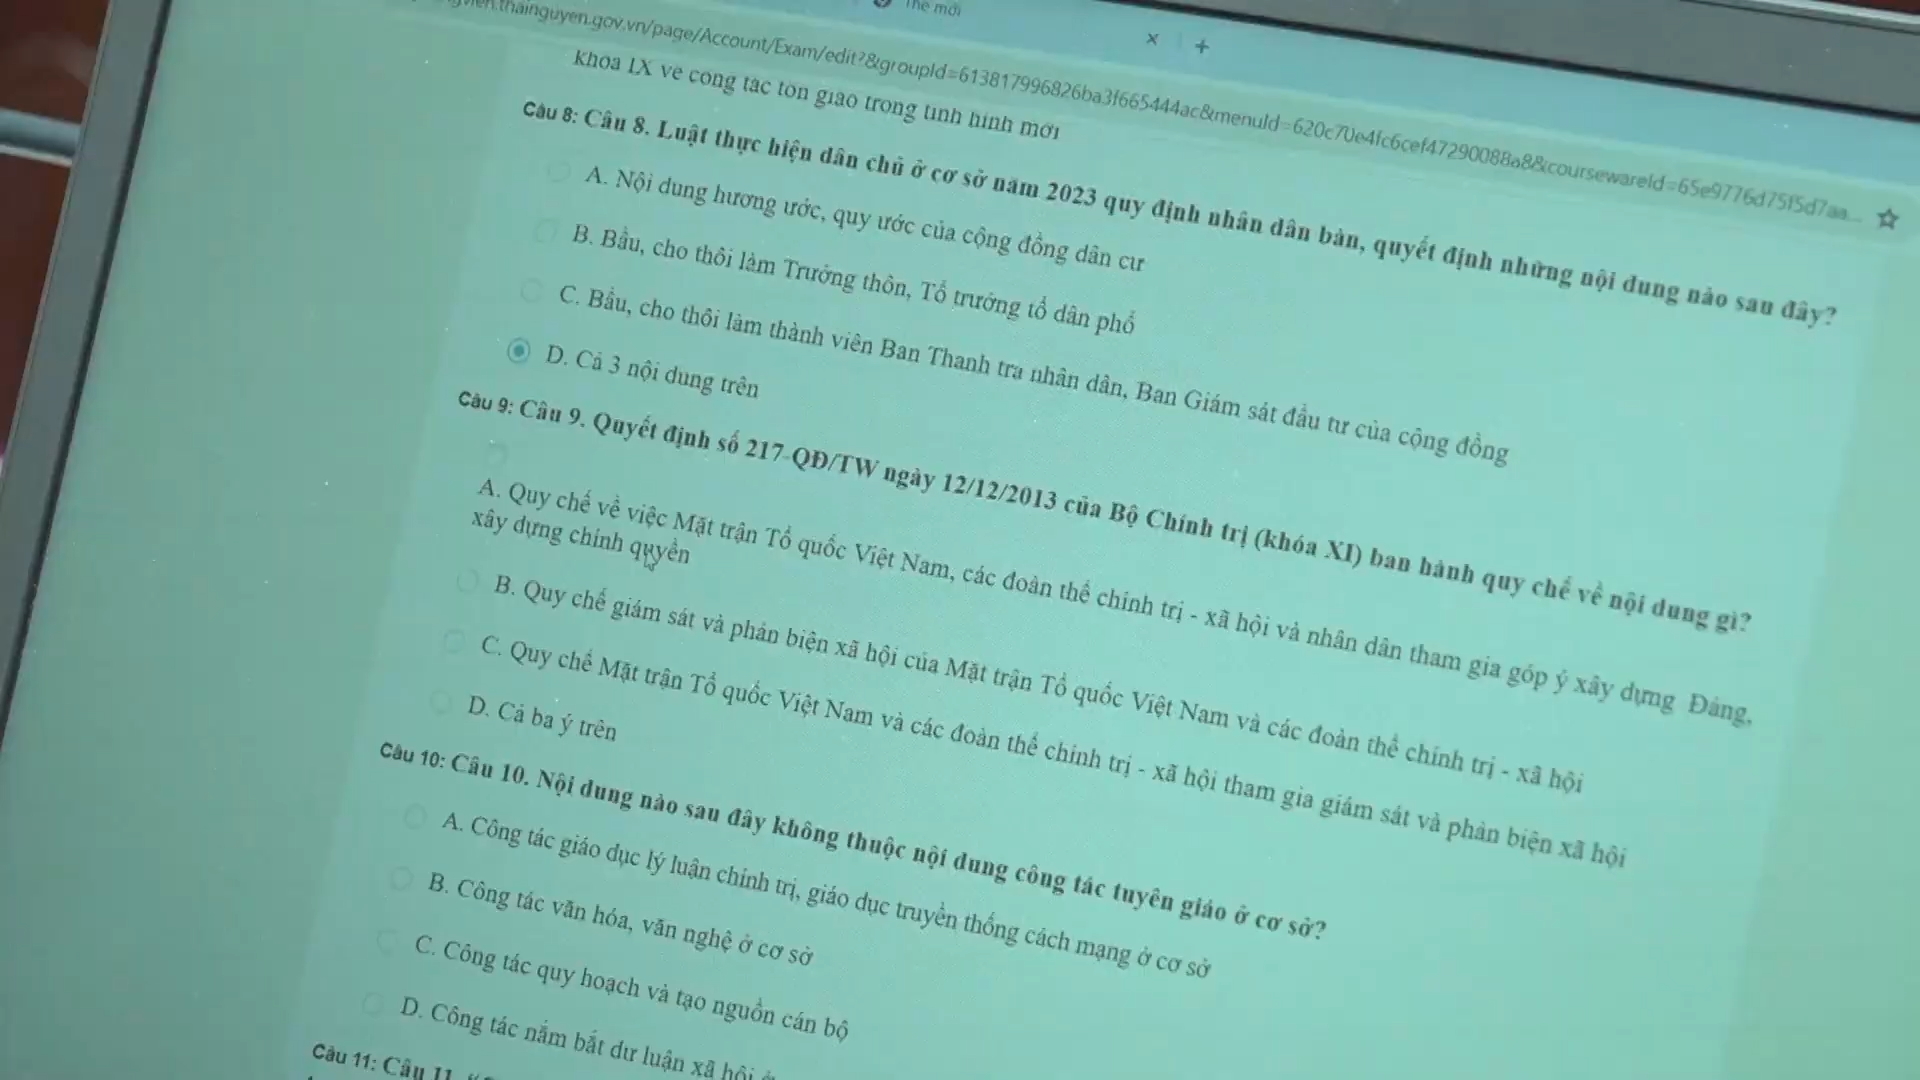 Thẻ mới
thainguyen.gov.vn/page/Account/Exam/edit?&groupId=613817996826ba3f665444ac&menuId=620c70e4fc6cef47290088a8&coursewareId=65e9776d75f5d7aa...
khóa IX về công tác tôn giáo trong tình hình mới
Câu 8: Câu 8. Luật thực hiện dân chủ ở cơ sở năm 2023 quy định nhân dân bàn, quyết định những nội dung nào sau đây?
A. Nội dung hương ước, quy ước của cộng đồng dân cư
B. Bầu, cho thôi làm Trưởng thôn, Tổ trưởng tổ dân phố
C. Bầu, cho thôi làm thành viên Ban Thanh tra nhân dân, Ban Giám sát đầu tư của cộng đồng
D. Cả 3 nội dung trên
Câu 9: Câu 9. Quyết định số 217-QĐ/TW ngày 12/12/2013 của Bộ Chính trị (khóa XI) ban hành quy chế về nội dung gì?
A. Quy chế về việc Mặt trận Tổ quốc Việt Nam, các đoàn thể chính trị - xã hội và nhân dân tham gia góp ý xây dựng Đảng,
xây dựng chính quyền
B. Quy chế giám sát và phản biện xã hội của Mặt trận Tổ quốc Việt Nam và các đoàn thể chính trị - xã hội
C. Quy chế Mặt trận Tổ quốc Việt Nam và các đoàn thể chính trị - xã hội tham gia giám sát và phản biện xã hội
D. Cả ba ý trên
Câu 10: Câu 10. Nội dung nào sau đây không thuộc nội dung công tác tuyên giáo ở cơ sở?
A. Công tác giáo dục lý luận chính trị, giáo dục truyền thống cách mạng ở cơ sở
B. Công tác văn hóa, văn nghệ ở cơ sở
C. Công tác quy hoạch và tạo nguồn cán bộ
D. Công tác nắm bắt dư luận xã hội ở
Câu 11: Câu 11